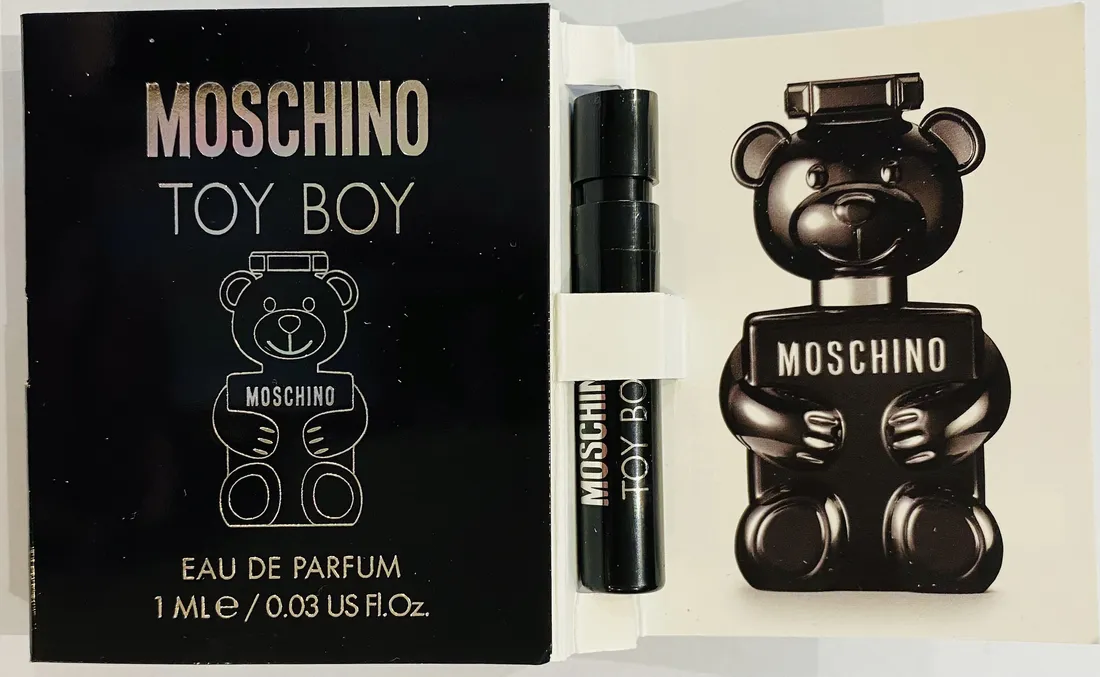 MOSCHINO
TOY BOY
MOSCHINO
EAU DE PARFUM
1 ML℮ / 0.03 US Fl.Oz.
MOSCHIN
TOY BO
MOSCHINO